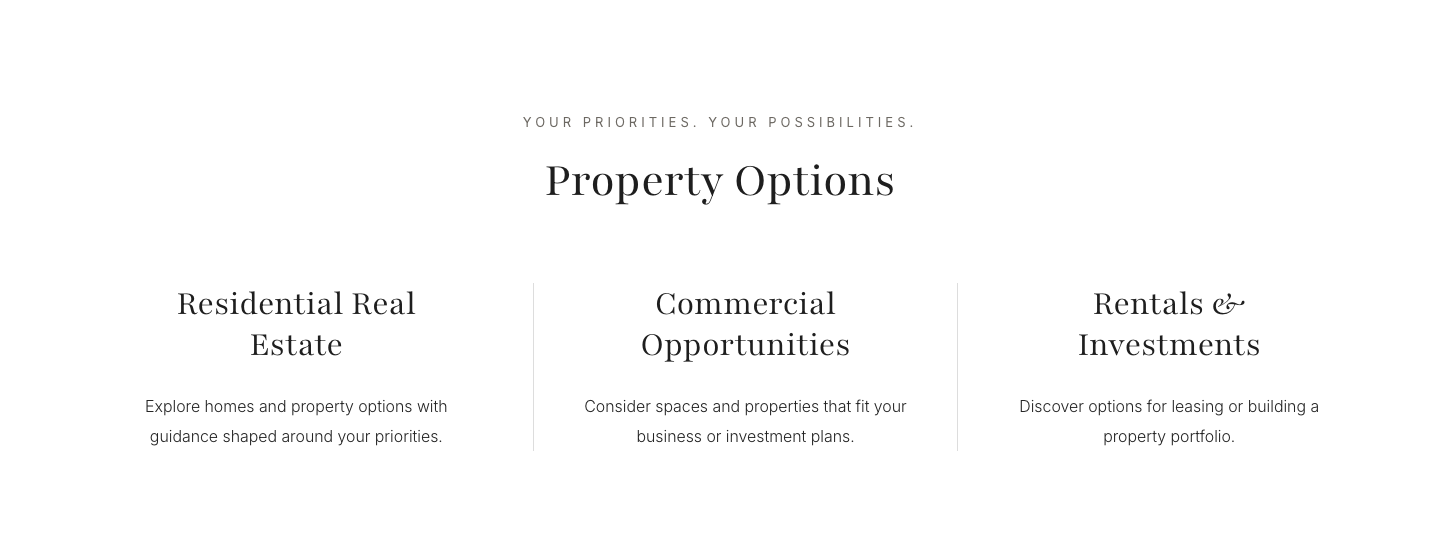 YOUR PRIORITIES. YOUR POSSIBILITIES.
Property Options
Residential Real
Estate
Explore homes and property options with
guidance shaped around your priorities.
Commercial
Opportunities
Consider spaces and properties that fit your
business or investment plans.
Rentals &
Investments
Discover options for leasing or building a
property portfolio.